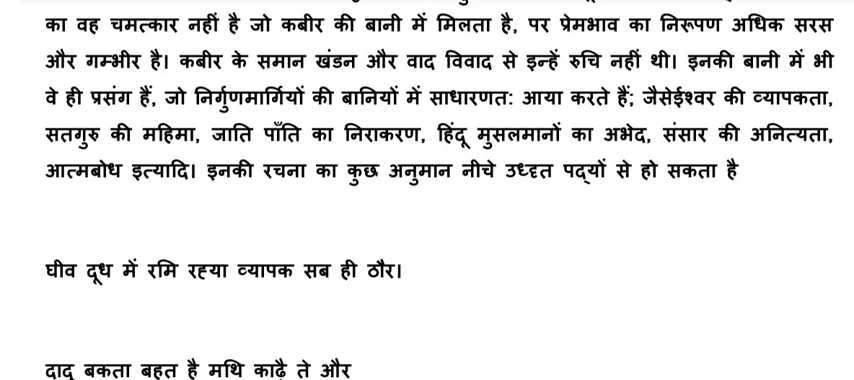 का वह चमत्कार नहीं है जो कबीर की बानी में मिलता है, पर प्रेमभाव का निरूपण अधिक सरस
और गम्भीर है। कबीर के समान खंडन और वाद विवाद से इन्हें रुचि नहीं थी। इनकी बानी में भी
वे ही प्रसंग हैं, जो निर्गुणमार्गियों की बानियों में साधारणत: आया करते हैं; जैसेईश्वर की व्यापकता,
सतगुरु की महिमा, जाति पाँति का निराकरण, हिंदू मुसलमानों का अभेद, संसार की अनित्यता,
आत्मबोध इत्यादि। इनकी रचना का कुछ अनुमान नीचे उध्दृत पद्यों से हो सकता है
घीव दूध में रमि रह्या व्यापक सब ही ठौर।
दादू बकता बहुत है मथि काढ़ै ते और